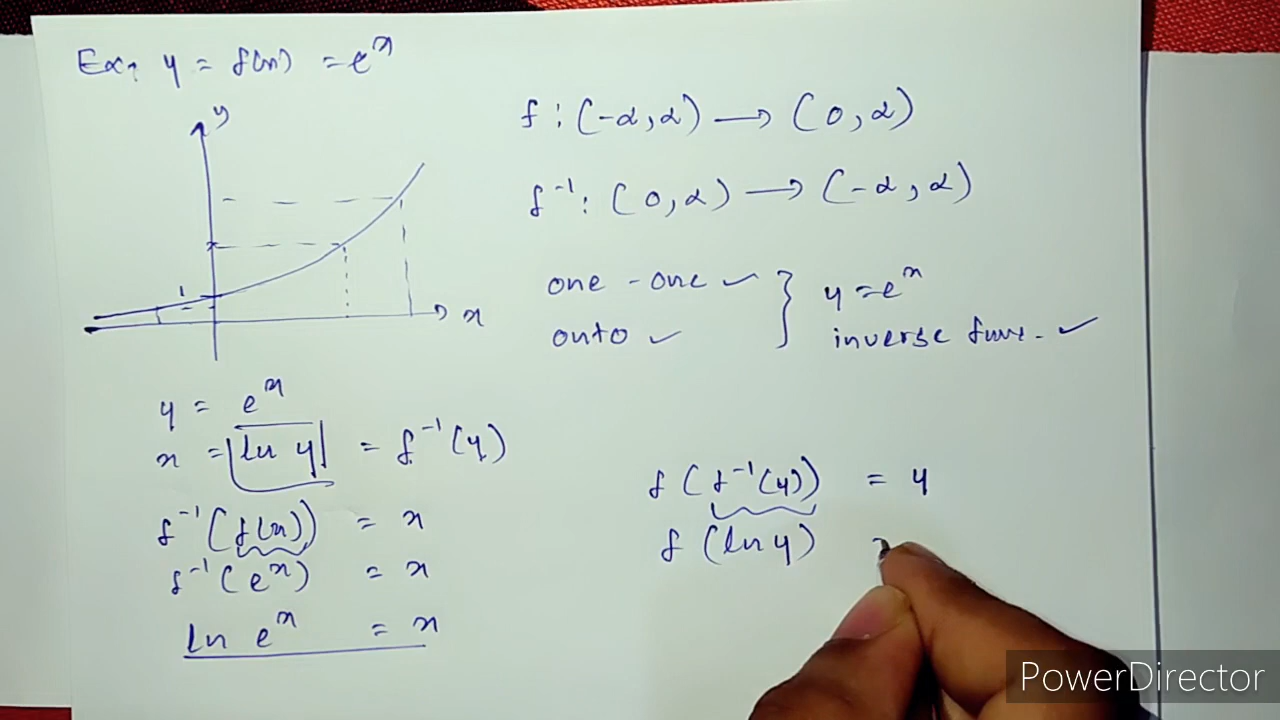 Ex, y = f(x) = e^x
y
1
x
f : (-α, α) → (0, α)
f⁻¹ : (0, α) → (-α, α)
one - one ✓
onto ✓
y = e^x
inverse func. ✓
y = e^x
x = ln y = f⁻¹(y)
f⁻¹(f(x)) = x
f⁻¹(e^x) = x
ln e^x = x
f(f⁻¹(y)) = y
f(ln y)
PowerDirector